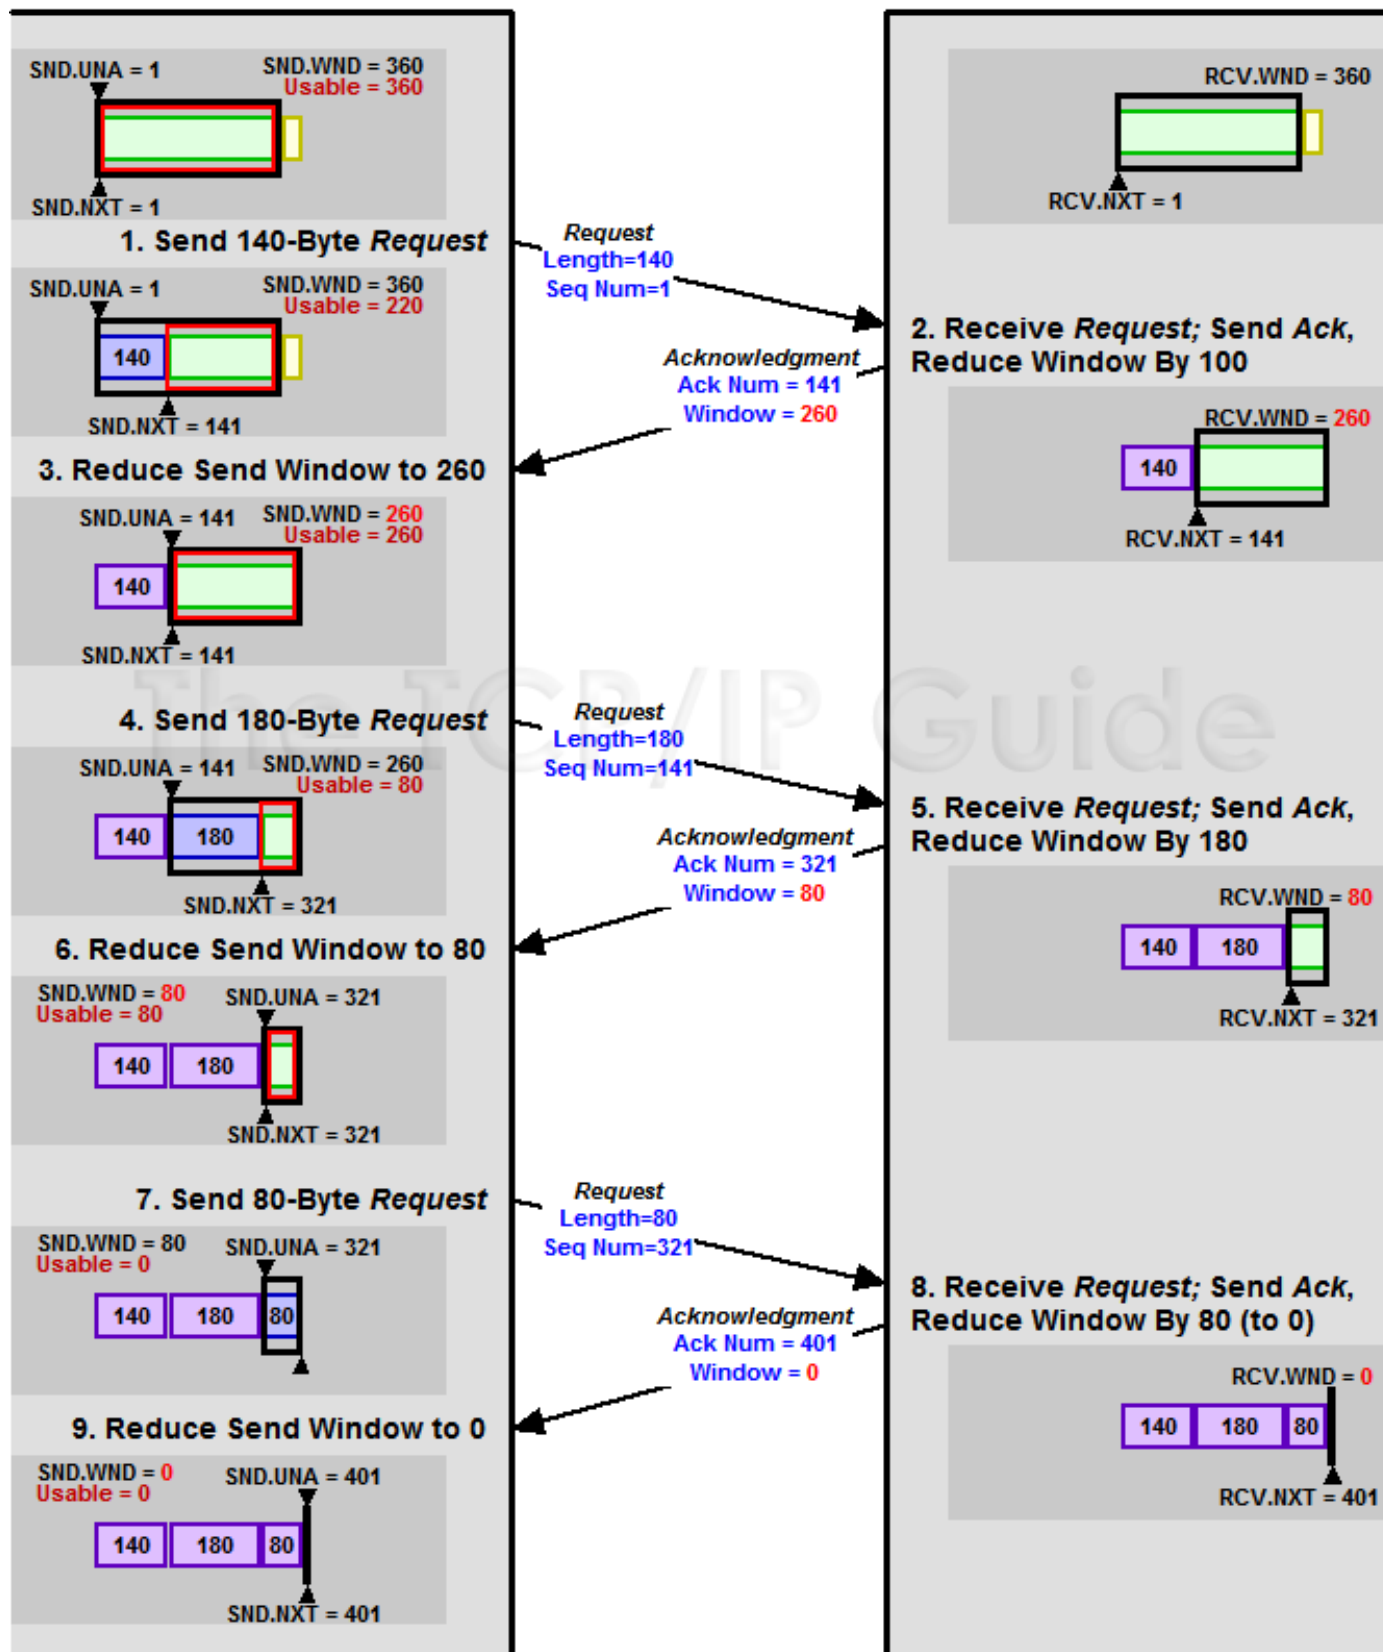 SND.UNA = 1
SND.WND = 360
Usable = 360
SND.NXT = 1
RCV.WND = 360
RCV.NXT = 1
1. Send 140-Byte Request
Request
Length=140
Seq Num=1
SND.UNA = 1
SND.WND = 360
Usable = 220
140
SND.NXT = 141
2. Receive Request; Send Ack,
Reduce Window By 100
Acknowledgment
Ack Num = 141
Window = 260
RCV.WND = 260
140
RCV.NXT = 141
3. Reduce Send Window to 260
SND.UNA = 141
SND.WND = 260
Usable = 260
140
SND.NXT = 141
The TCP/IP Guide
4. Send 180-Byte Request
Request
Length=180
Seq Num=141
SND.UNA = 141
SND.WND = 260
Usable = 80
140
180
SND.NXT = 321
5. Receive Request; Send Ack,
Reduce Window By 180
Acknowledgment
Ack Num = 321
Window = 80
RCV.WND = 80
140
180
RCV.NXT = 321
6. Reduce Send Window to 80
SND.WND = 80
Usable = 80
SND.UNA = 321
140
180
SND.NXT = 321
7. Send 80-Byte Request
Request
Length=80
Seq Num=321
SND.WND = 80
Usable = 0
SND.UNA = 321
140
180
80
8. Receive Request; Send Ack,
Reduce Window By 80 (to 0)
Acknowledgment
Ack Num = 401
Window = 0
RCV.WND = 0
140
180
80
RCV.NXT = 401
9. Reduce Send Window to 0
SND.WND = 0
Usable = 0
SND.UNA = 401
140
180
80
SND.NXT = 401